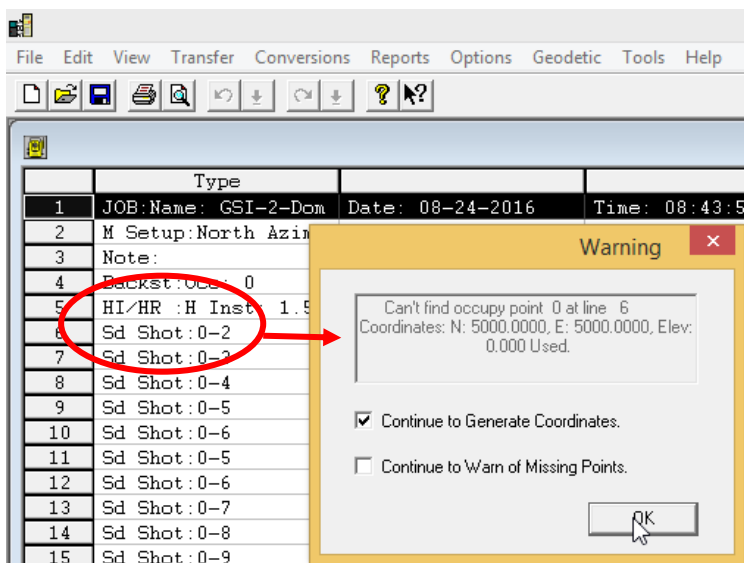 File Edit View Transfer Conversions Reports Options Geodetic Tools Help
Type
1 JOB:Name: GSI-2-Dom Date: 08-24-2016 Time: 08:43:5
2 M Setup:North Azim
3 Note:
4 Backst:Occ: 0
5 HI/HR :H Inst: 1.5
6 Sd Shot:0-2
7 Sd Shot:0-3
8 Sd Shot:0-4
9 Sd Shot:0-5
10 Sd Shot:0-6
11 Sd Shot:0-5
12 Sd Shot:0-6
13 Sd Shot:0-7
14 Sd Shot:0-8
15 Sd Shot:0-9
Warning
Can't find occupy point 0 at line 6
Coordinates: N: 5000.0000, E: 5000.0000, Elev:
0.000 Used.
Continue to Generate Coordinates.
Continue to Warn of Missing Points.
OK